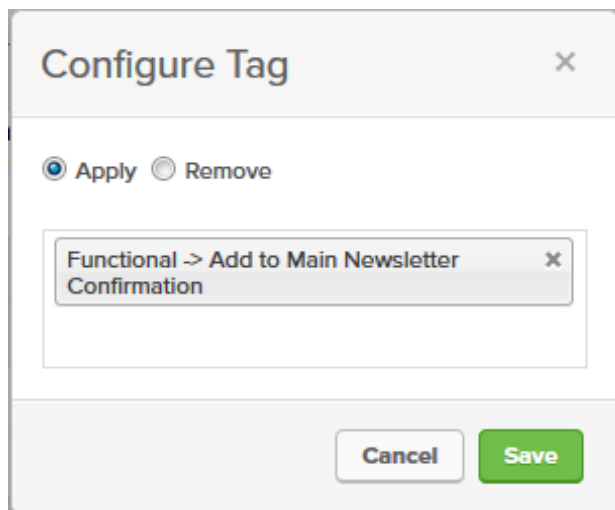 Configure Tag
Apply Remove
Functional -> Add to Main Newsletter
Confirmation
Cancel Save